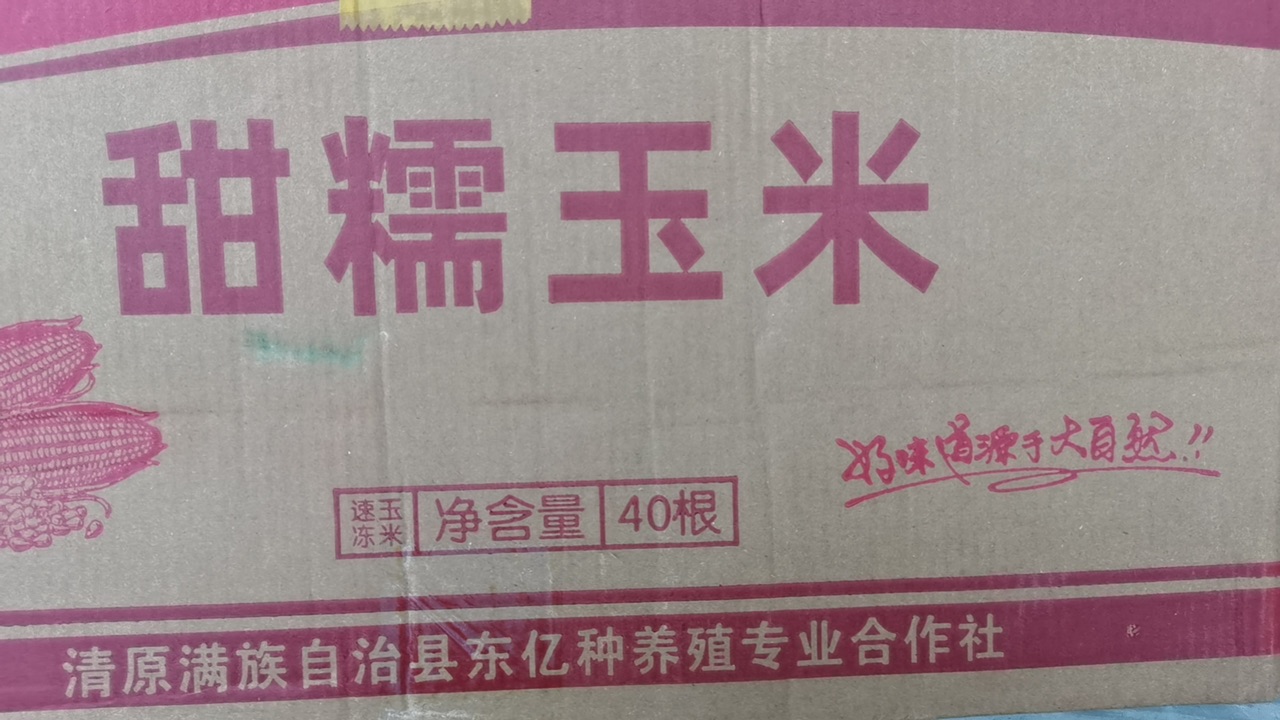 甜糯玉米
好味道源于大自然!!
速冻玉米 净含量 40根
清原满族自治县东亿种养殖专业合作社